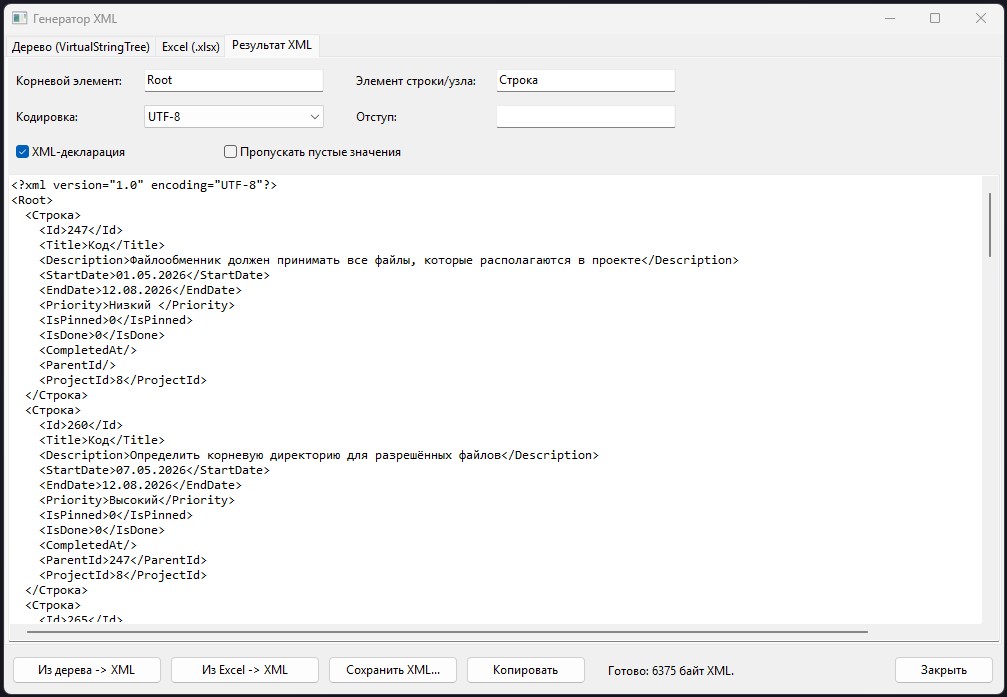 Генератор XML
Дерево (VirtualStringTree) Excel (.xlsx) Результат XML
Корневой элемент: Root Элемент строки/узла: Строка
Кодировка: UTF-8 Отступ:
XML-декларация Пропускать пустые значения
<?xml version="1.0" encoding="UTF-8"?>
<Root>
  <Строка>
    <Id>247</Id>
    <Title>Код</Title>
    <Description>Файлообменник должен принимать все файлы, которые располагаются в проекте</Description>
    <StartDate>01.05.2026</StartDate>
    <EndDate>12.08.2026</EndDate>
    <Priority>Низкий </Priority>
    <IsPinned>0</IsPinned>
    <IsDone>0</IsDone>
    <CompletedAt/>
    <ParentId/>
    <ProjectId>8</ProjectId>
  </Строка>
  <Строка>
    <Id>260</Id>
    <Title>Код</Title>
    <Description>Определить корневую директорию для разрешённых файлов</Description>
    <StartDate>07.05.2026</StartDate>
    <EndDate>12.08.2026</EndDate>
    <Priority>Высокий</Priority>
    <IsPinned>0</IsPinned>
    <IsDone>0</IsDone>
    <CompletedAt/>
    <ParentId>247</ParentId>
    <ProjectId>8</ProjectId>
  </Строка>
  <Строка>
    <Id>265</Id>
Из дерева -> XML Из Excel -> XML Сохранить XML... Копировать Готово: 6375 байт XML. Закрыть